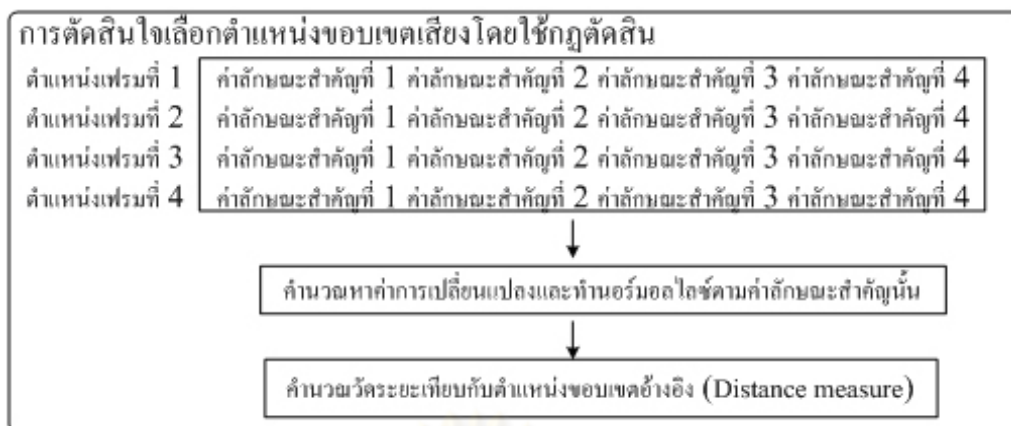 การตัดสินใจเลือกตำแหน่งขอบเขตเสียงโดยใช้กฎตัดสิน
ตำแหน่งเฟรมที่ 1 ค่าลักษณะสำคัญที่ 1 ค่าลักษณะสำคัญที่ 2 ค่าลักษณะสำคัญที่ 3 ค่าลักษณะสำคัญที่ 4
ตำแหน่งเฟรมที่ 2 ค่าลักษณะสำคัญที่ 1 ค่าลักษณะสำคัญที่ 2 ค่าลักษณะสำคัญที่ 3 ค่าลักษณะสำคัญที่ 4
ตำแหน่งเฟรมที่ 3 ค่าลักษณะสำคัญที่ 1 ค่าลักษณะสำคัญที่ 2 ค่าลักษณะสำคัญที่ 3 ค่าลักษณะสำคัญที่ 4
ตำแหน่งเฟรมที่ 4 ค่าลักษณะสำคัญที่ 1 ค่าลักษณะสำคัญที่ 2 ค่าลักษณะสำคัญที่ 3 ค่าลักษณะสำคัญที่ 4
คำนวณหาค่าการเปลี่ยนแปลงและทำนอร์มอลไลซ์ตามค่าลักษณะสำคัญนั้น
คำนวณวัดระยะเทียบกับตำแหน่งขอบเขตอ้างอิง (Distance measure)